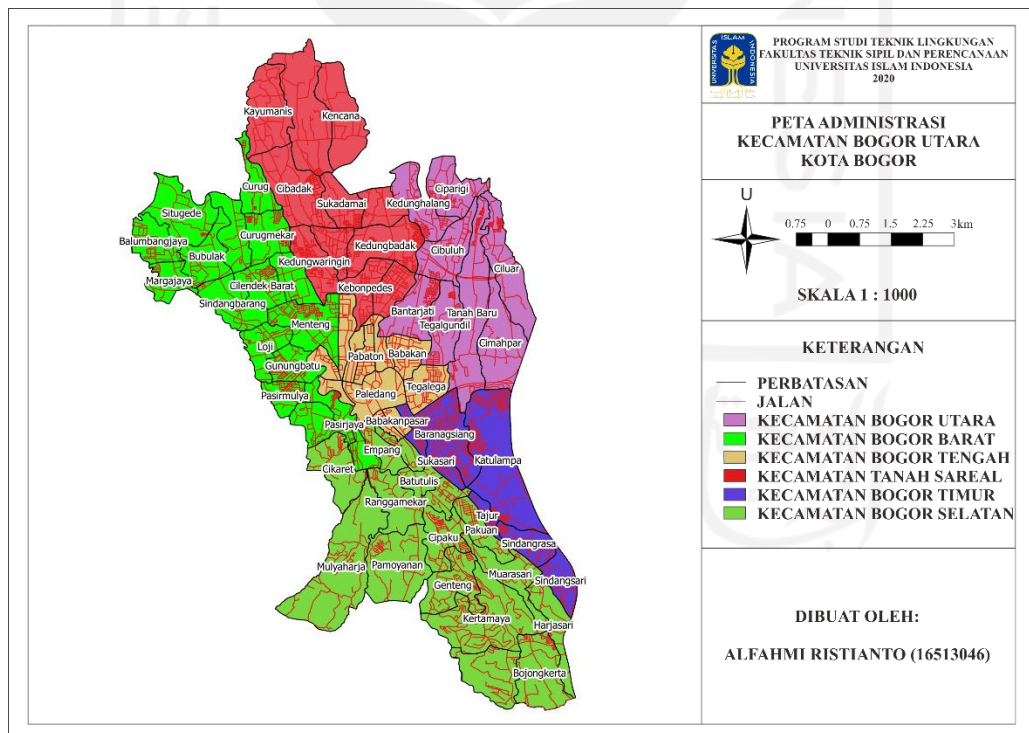 PROGRAM STUDI TEKNIK LINGKUNGAN
FAKULTAS TEKNIK SIPIL DAN PERENCANAAN
UNIVERSITAS ISLAM INDONESIA
2020
ISLAM
UNIVERSITAS
INDONESIA
PETA ADMINISTRASI
KECAMATAN BOGOR UTARA
KOTA BOGOR
U
0.75 0 0.75 1.5 2.25 3km
SKALA 1 : 1000
KETERANGAN
PERBATASAN
JALAN
KECAMATAN BOGOR UTARA
KECAMATAN BOGOR BARAT
KECAMATAN BOGOR TENGAH
KECAMATAN TANAH SAREAL
KECAMATAN BOGOR TIMUR
KECAMATAN BOGOR SELATAN
DIBUAT OLEH:
ALFAHMI RISTIANTO (16513046)
Kayumanis
Kencana
Curug
Cibadak
Ciparigi
Sukadamai
Kedunghalang
Situgede
Curugmekar
Balumbangjaya
Kedungbadak
Cibuluh
Bubulak
Kedungwaringin
Ciluar
Margajaya
Cilendek Barat
Kebonpedes
Sindangbarang
Bantarjati
Tanah Baru
Menteng
Tegalgundil
Loji
Cimahpar
Pabaton
Babakan
Gunungbatu
Tegalega
Pasirmulya
Paledang
Pasirjaya
Babakanpasar
Baranagsiang
Empang
Sukasari
Katulampa
Cikaret
Batutulis
Ranggamekar
Tajur
Cipaku
Pakuan
Sindangrasa
Mulyaharja
Pamoyanan
Muarasari
Genteng
Sindangsari
Kertamaya
Harjasari
Bojongkerta